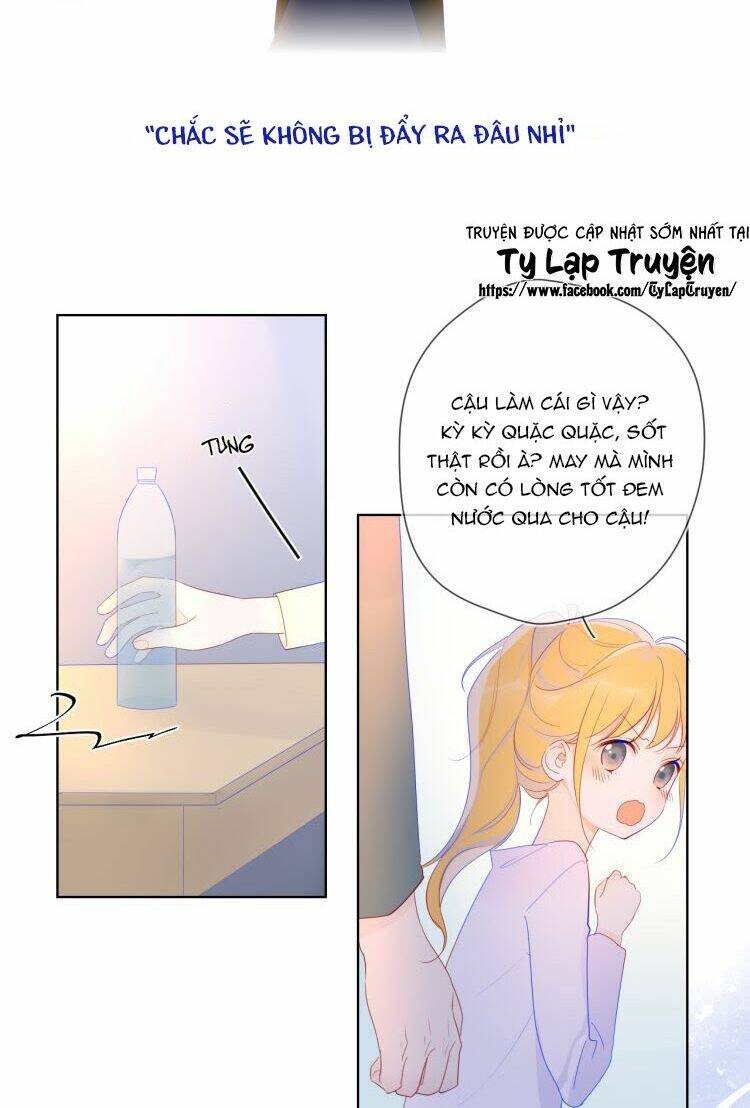 "CHẮC SẼ KHÔNG BỊ ĐẨY RA ĐÂU NHỈ"
TRUYỆN ĐƯỢC CẬP NHẬT SỚM NHẤT TẠI
Ty Lạp Truyện
https://www.facebook.com/TyLapTruyen/
TƯNG
CẬU LÀM CÁI GÌ VẬY?
KỲ KỲ QUẶC QUẶC, SỐT
THẬT RỒI À? MAY MÀ MÌNH
CÒN CÓ LÒNG TỐT ĐEM
NƯỚC QUA CHO CẬU!